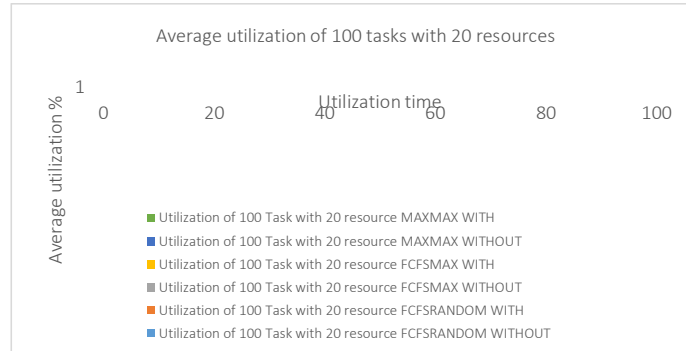 Average utilization of 100 tasks with 20 resources
Average utilization %
1
Utilization time
0 20 40 60 80 100
Utilization of 100 Task with 20 resource MAXMAX WITH
Utilization of 100 Task with 20 resource MAXMAX WITHOUT
Utilization of 100 Task with 20 resource FCFSMAX WITH
Utilization of 100 Task with 20 resource FCFSMAX WITHOUT
Utilization of 100 Task with 20 resource FCFSRANDOM WITH
Utilization of 100 Task with 20 resource FCFSRANDOM WITHOUT